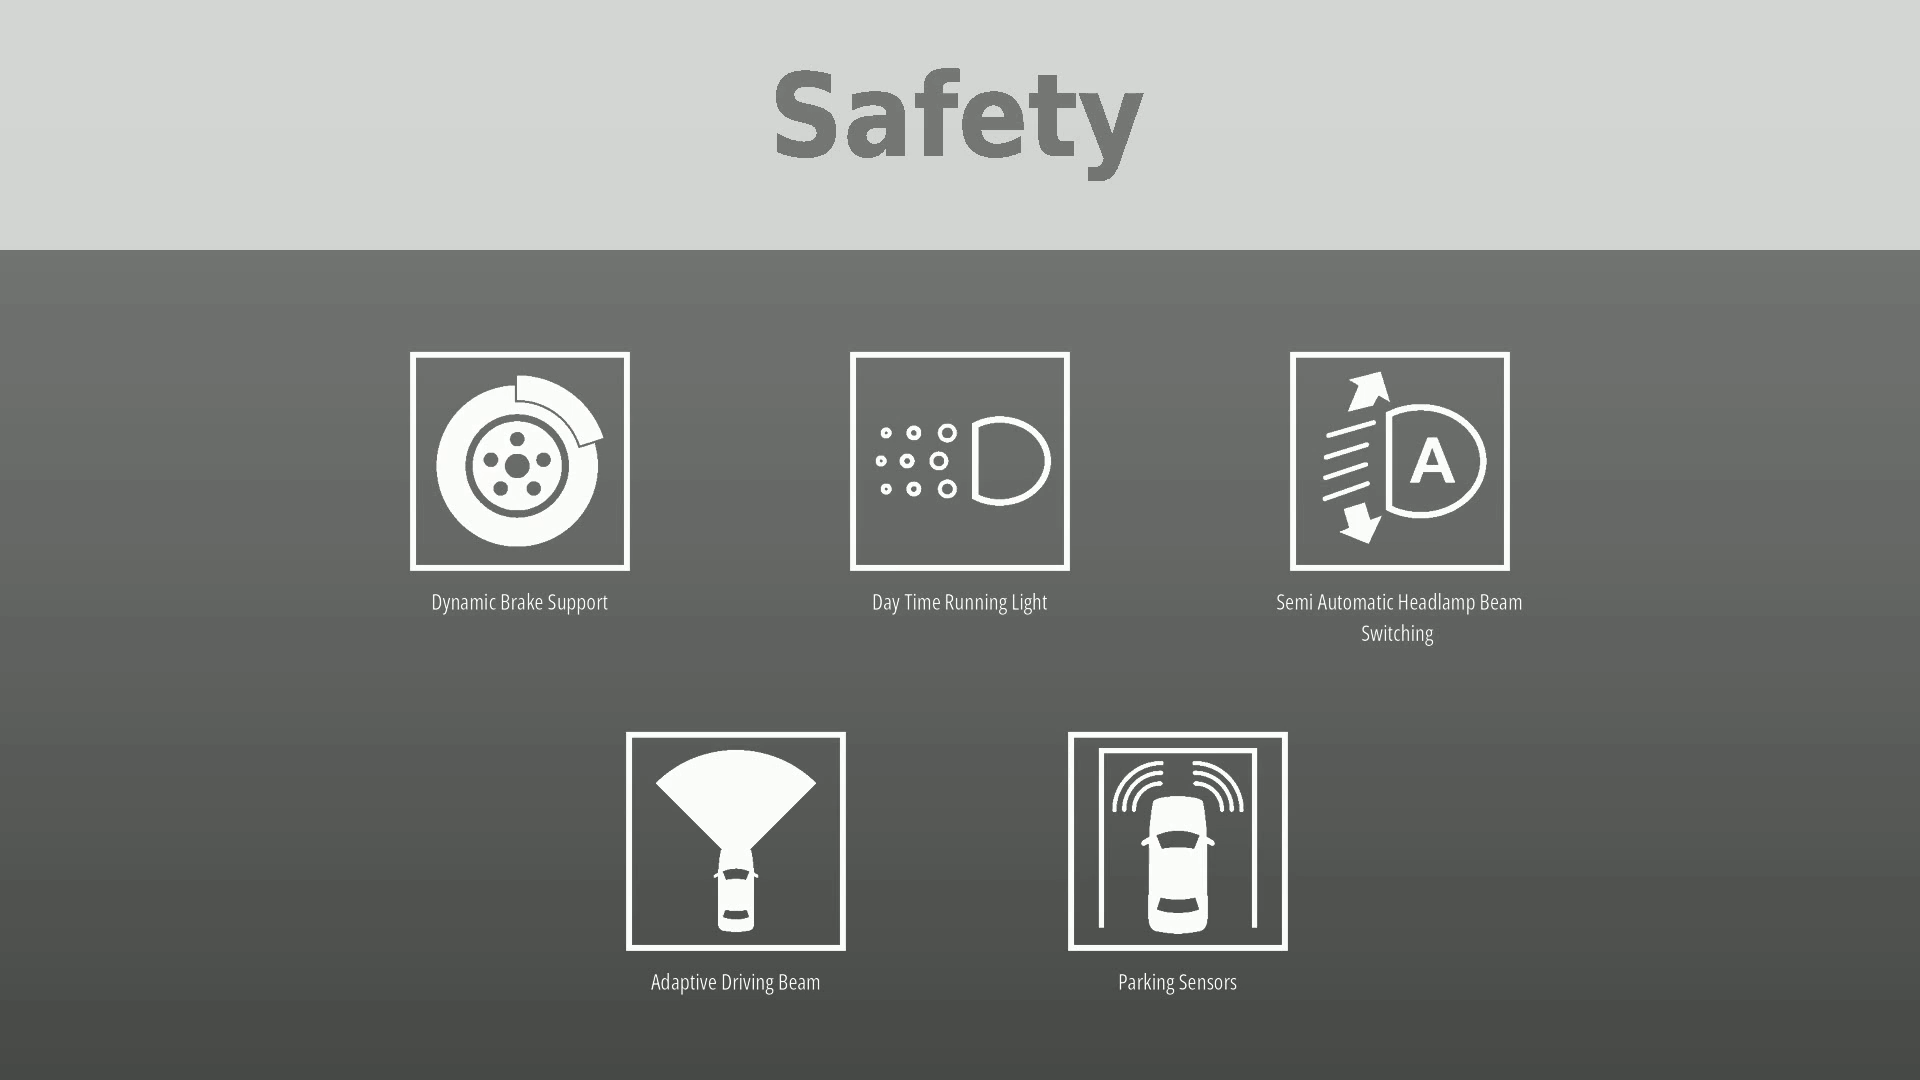 Safety
A
Dynamic Brake Support
Day Time Running Light
Semi Automatic Headlamp Beam
Switching
Adaptive Driving Beam
Parking Sensors